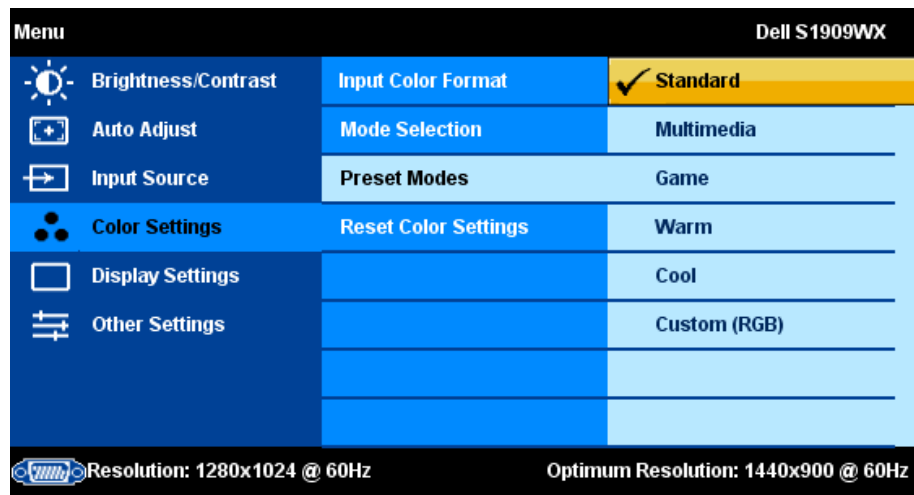 Menu Dell S1909WX
Brightness/Contrast Input Color Format Standard
Auto Adjust Mode Selection Multimedia
Input Source Preset Modes Game
Color Settings Reset Color Settings Warm
Display Settings Cool
Other Settings Custom (RGB)
Resolution: 1280x1024 @ 60Hz Optimum Resolution: 1440x900 @ 60Hz